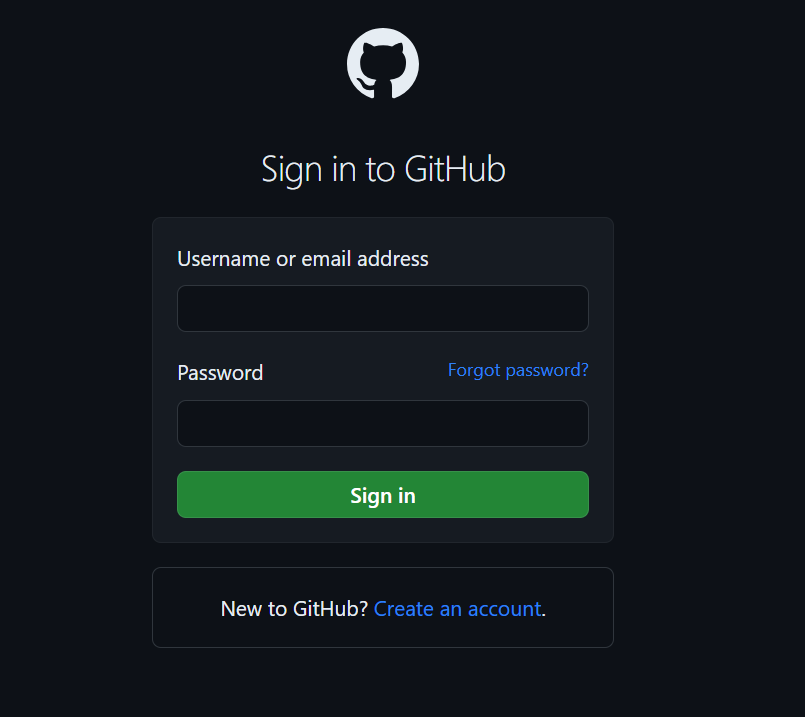 Sign in to GitHub
Username or email address
Password
Forgot password?
Sign in
New to GitHub? Create an account.